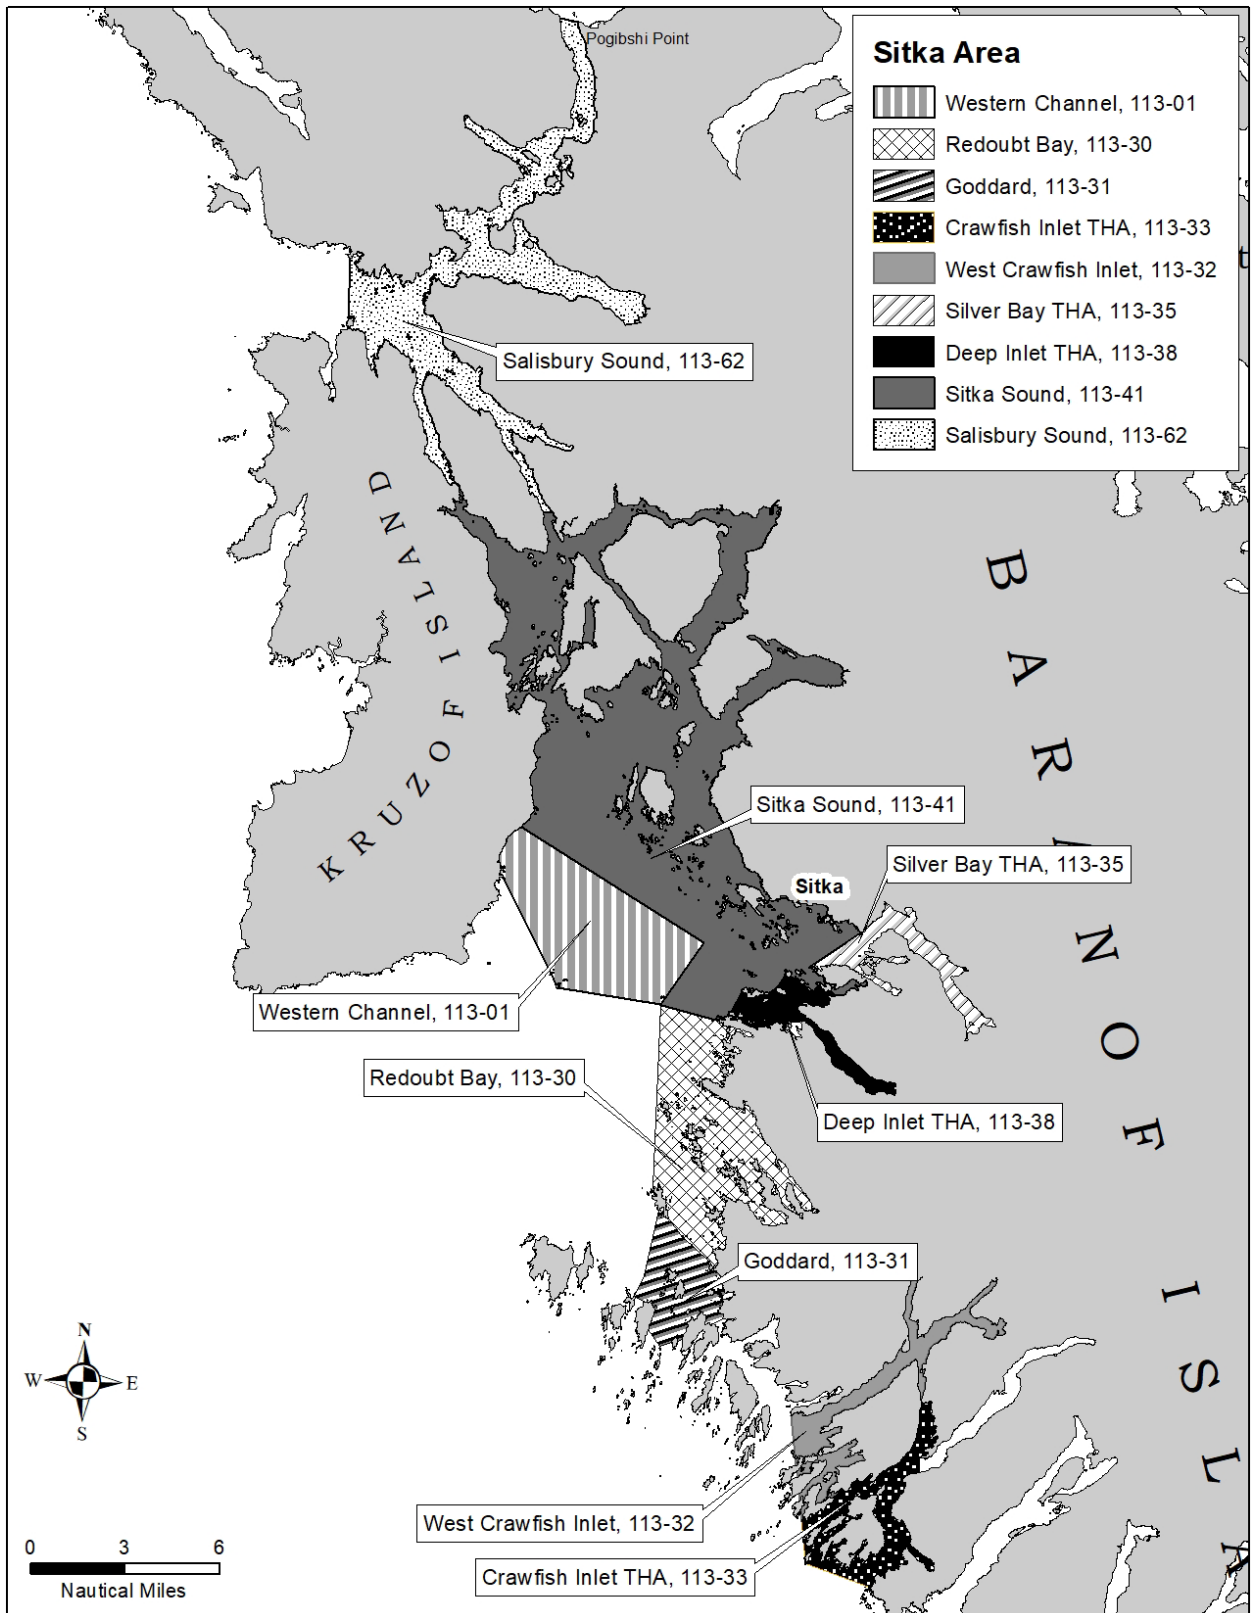 Pogibshi Point
Sitka Area
Western Channel, 113-01
Redoubt Bay, 113-30
Goddard, 113-31
Crawfish Inlet THA, 113-33
West Crawfish Inlet, 113-32
Silver Bay THA, 113-35
Deep Inlet THA, 113-38
Sitka Sound, 113-41
Salisbury Sound, 113-62
t
Salisbury Sound, 113-62
KRUZOF ISLAND
BARANOF ISLA
Sitka Sound, 113-41
Silver Bay THA, 113-35
Sitka
Western Channel, 113-01
Redoubt Bay, 113-30
Deep Inlet THA, 113-38
Goddard, 113-31
N
W E
S
West Crawfish Inlet, 113-32
Crawfish Inlet THA, 113-33
0 3 6
Nautical Miles